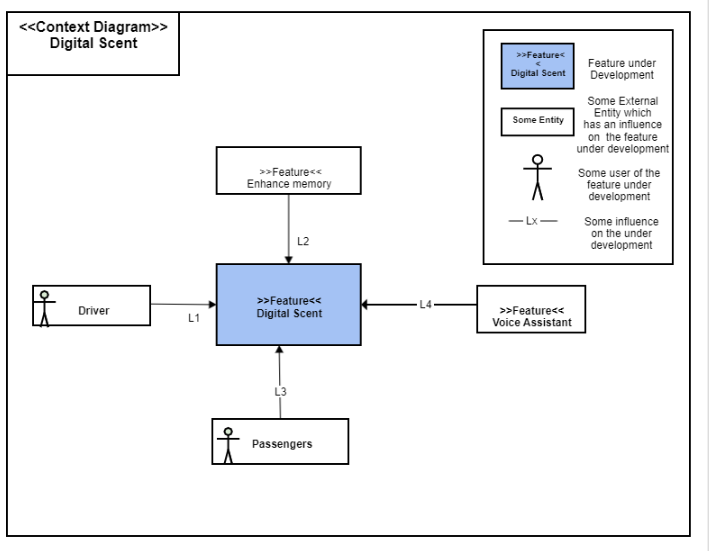 <<Context Diagram>>
Digital Scent
>>Feature<
<
Digital Scent
Feature under
Development
Some Entity
Some External
Entity which
has an influence
on the feature
under development
Some user of the
feature under
development
Lx
Some influence
on the under
development
>>Feature<<
Enhance memory
L2
>>Feature<<
Digital Scent
Driver
L1
L4
>>Feature<<
Voice Assistant
L3
Passengers